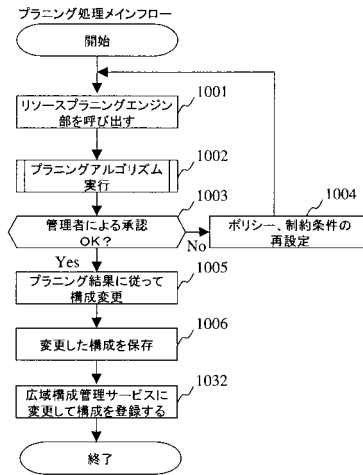 プラニング処理メインフロー
開始
リソースプラニングエンジン
部を呼び出す
1001
プラニングアルゴリズム
実行
1002
管理者による承認
OK?
1003
No
ポリシー、制約条件の
再設定
1004
Yes
プラニング結果に従って
構成変更
1005
変更した構成を保存
1006
広域構成管理サービスに
変更して構成を登録する
1032
終了